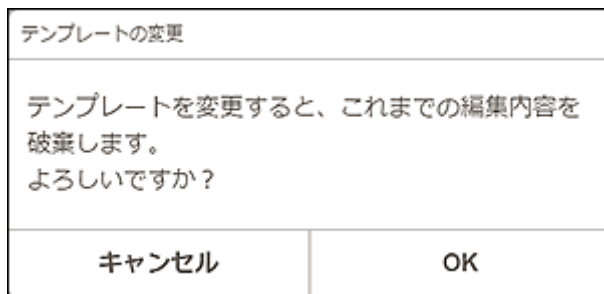 テンプレートの変更
テンプレートを変更すると、これまでの編集内容を
破棄します。
よろしいですか？
キャンセル
OK